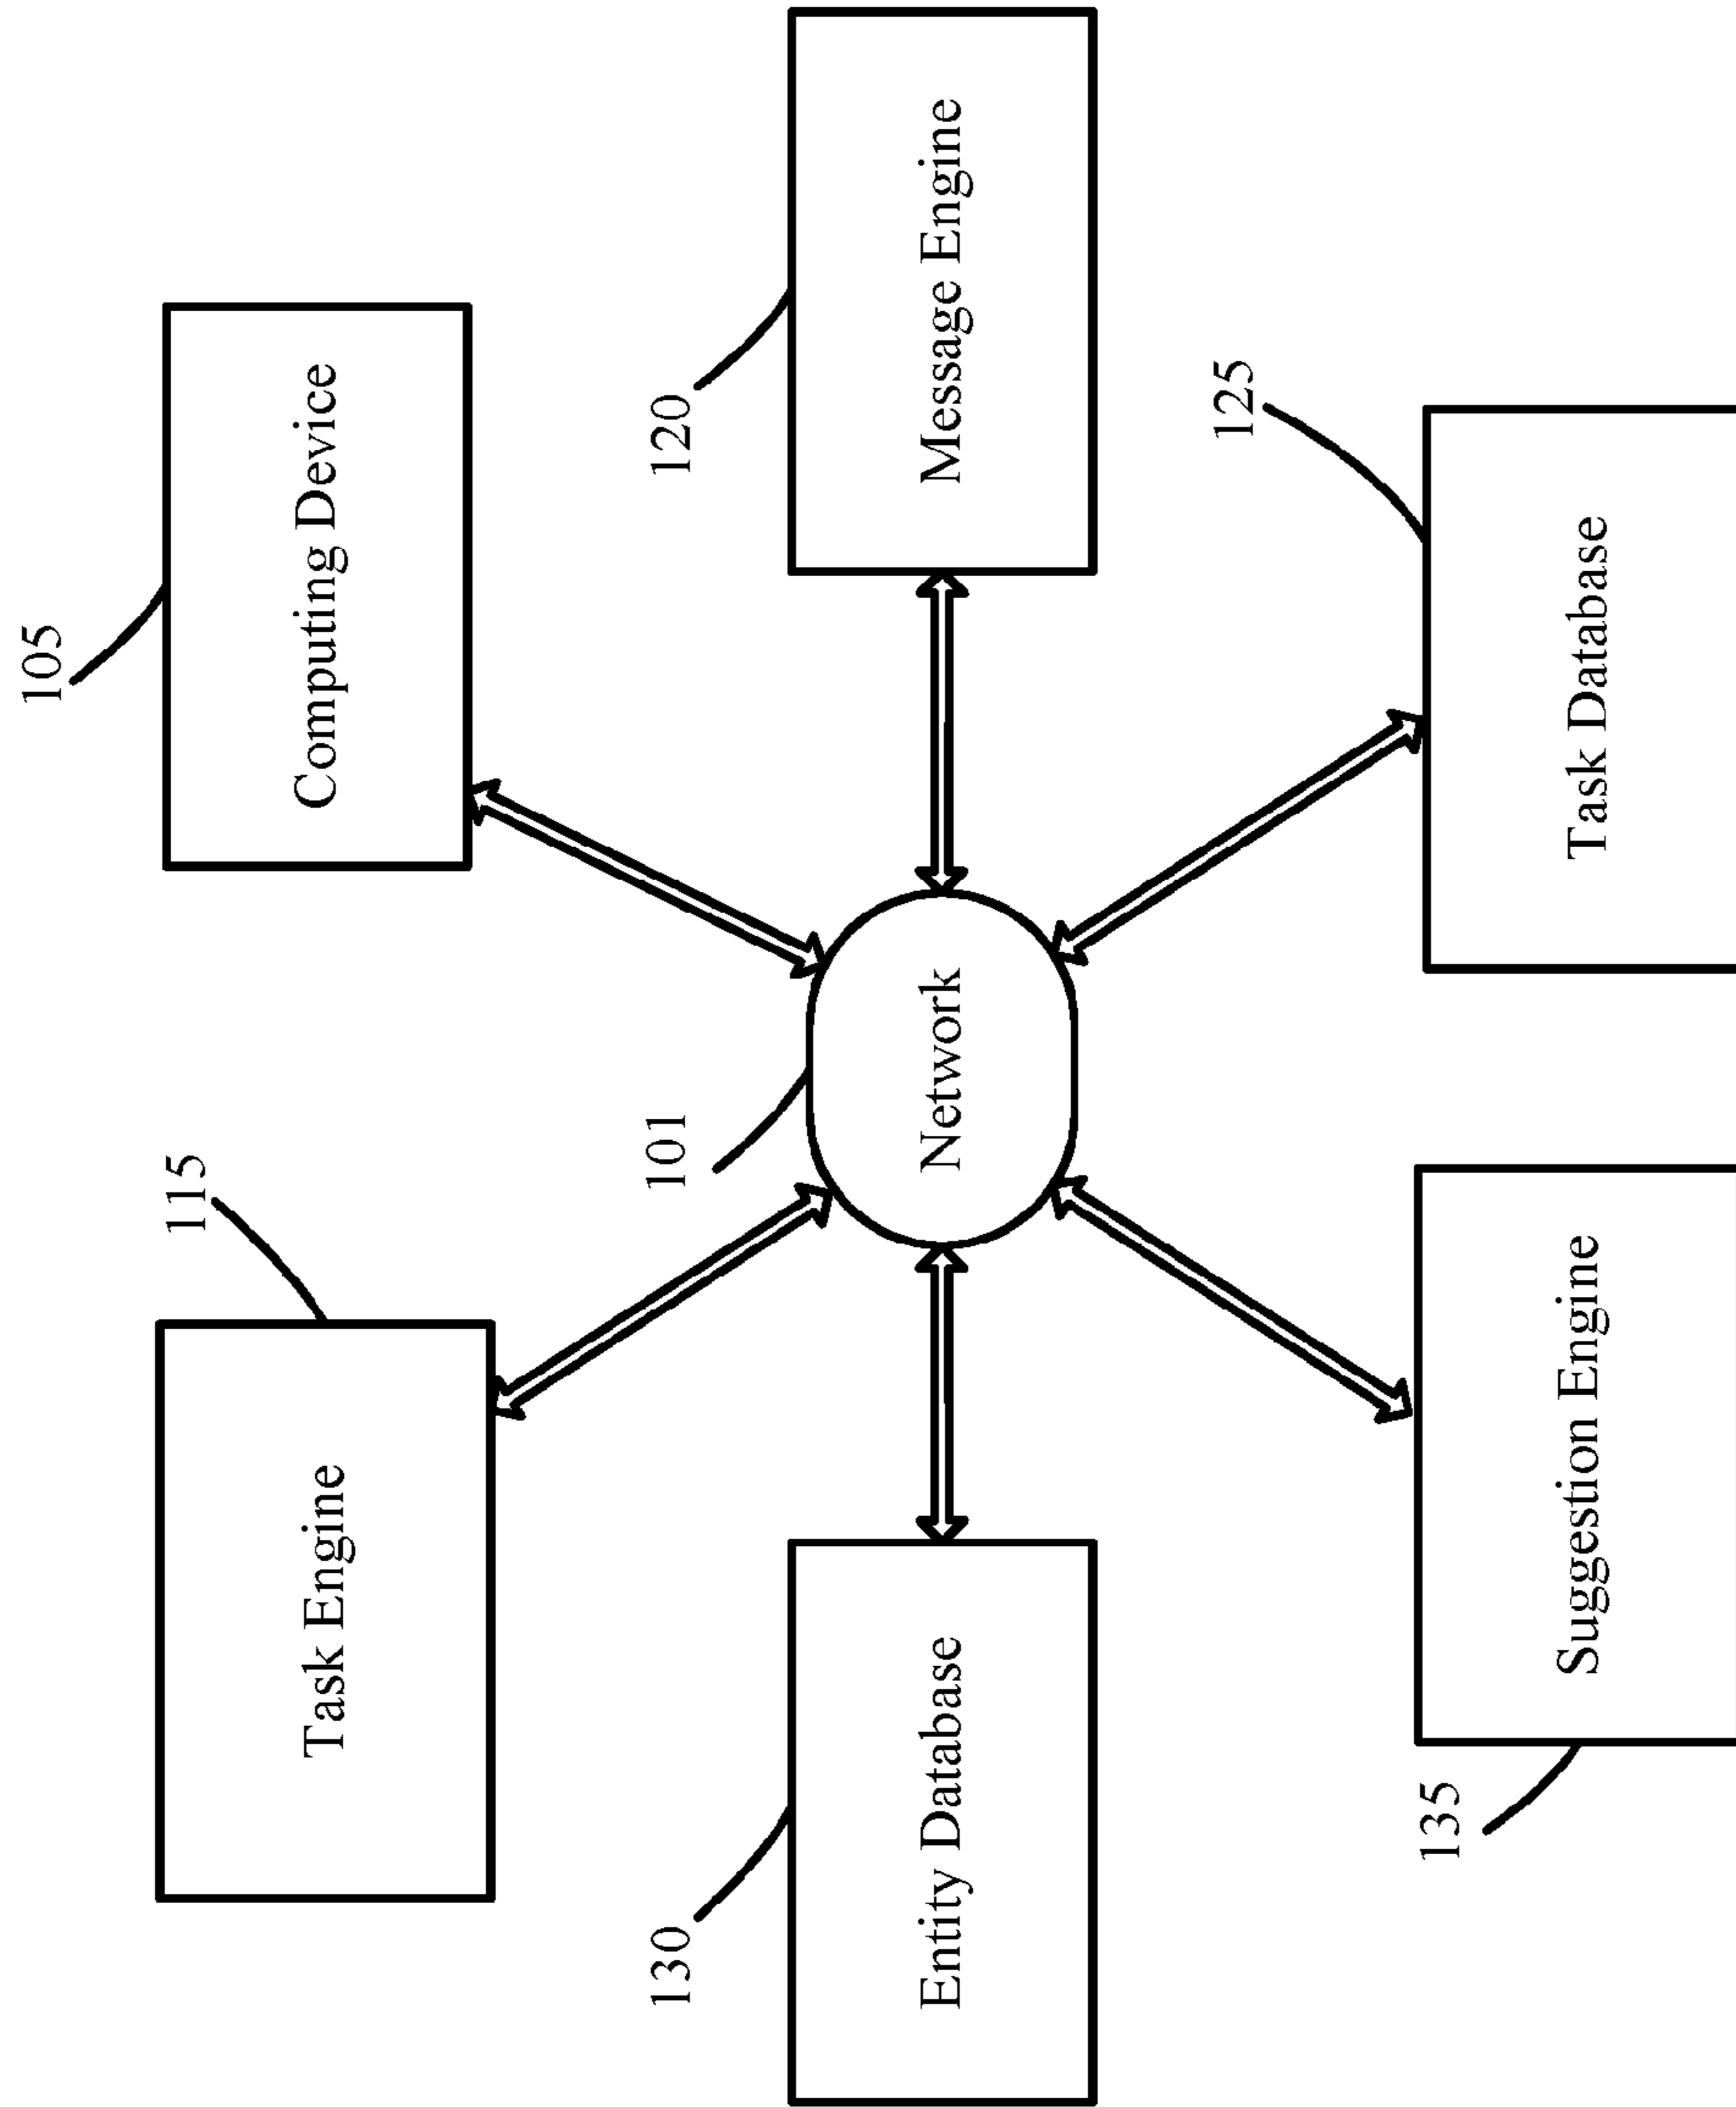 115
Task Engine
105
Computing Device
130
Entity Database
101
Network
120
Message Engine
135
Suggestion Engine
125
Task Database